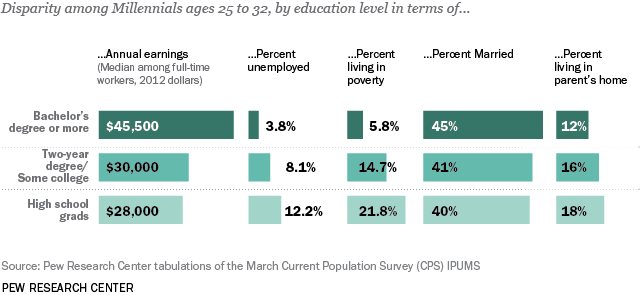 Disparity among Millennials ages 25 to 32, by education level in terms of...
...Annual earnings
(Median among full-time
workers, 2012 dollars)
...Percent
unemployed
...Percent
living in
poverty
...Percent Married
...Percent
living in
parent's home
Bachelor's
degree or more
$45,500
3.8%
5.8%
45%
12%
Two-year
degree/
Some college
$30,000
8.1%
14.7%
41%
16%
High school
grads
$28,000
12.2%
21.8%
40%
18%
Source: Pew Research Center tabulations of the March Current Population Survey (CPS) IPUMS
PEW RESEARCH CENTER